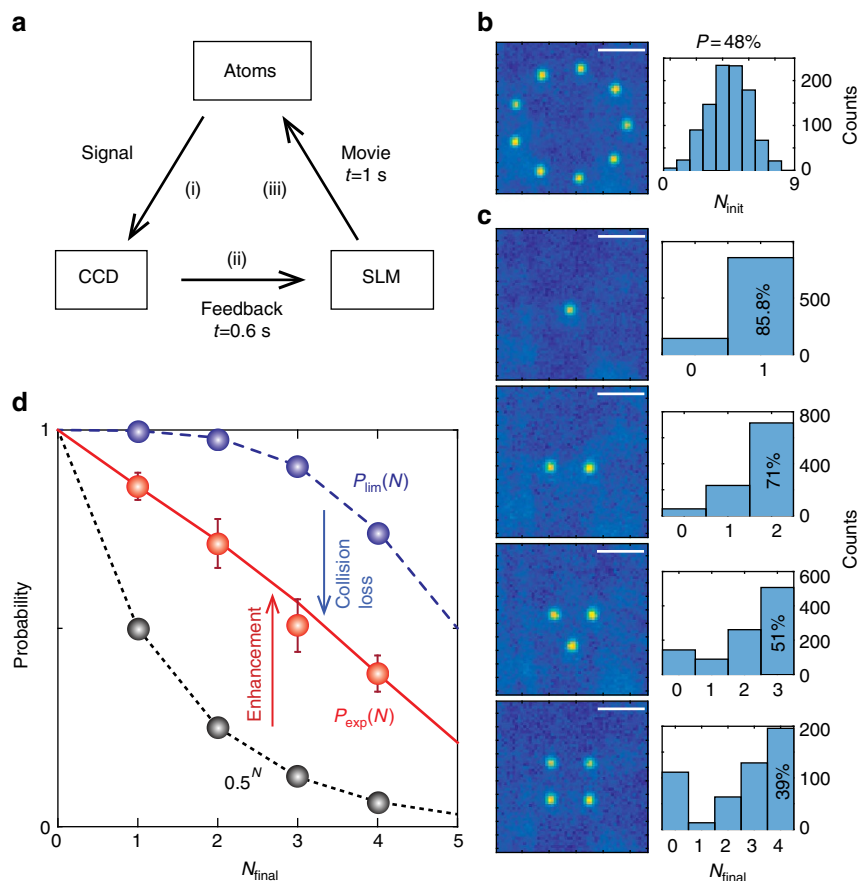 a
Atoms
Signal
(i)
(iii)
Movie
t=1 s
CCD
(ii)
SLM
Feedback
t=0.6 s
b
P=48%
200
100
0
Counts
0
9
N_init
c
500
0
85.8%
0 1
800
400
0
71%
0 1 2
Counts
600
400
200
0
51%
0 1 2 3
200
100
0
39%
0 1 2 3 4
N_final
d
1
P_lim(N)
Collision
loss
Enhancement
P_exp(N)
0.5^N
Probability
0
0 1 2 3 4 5
N_final